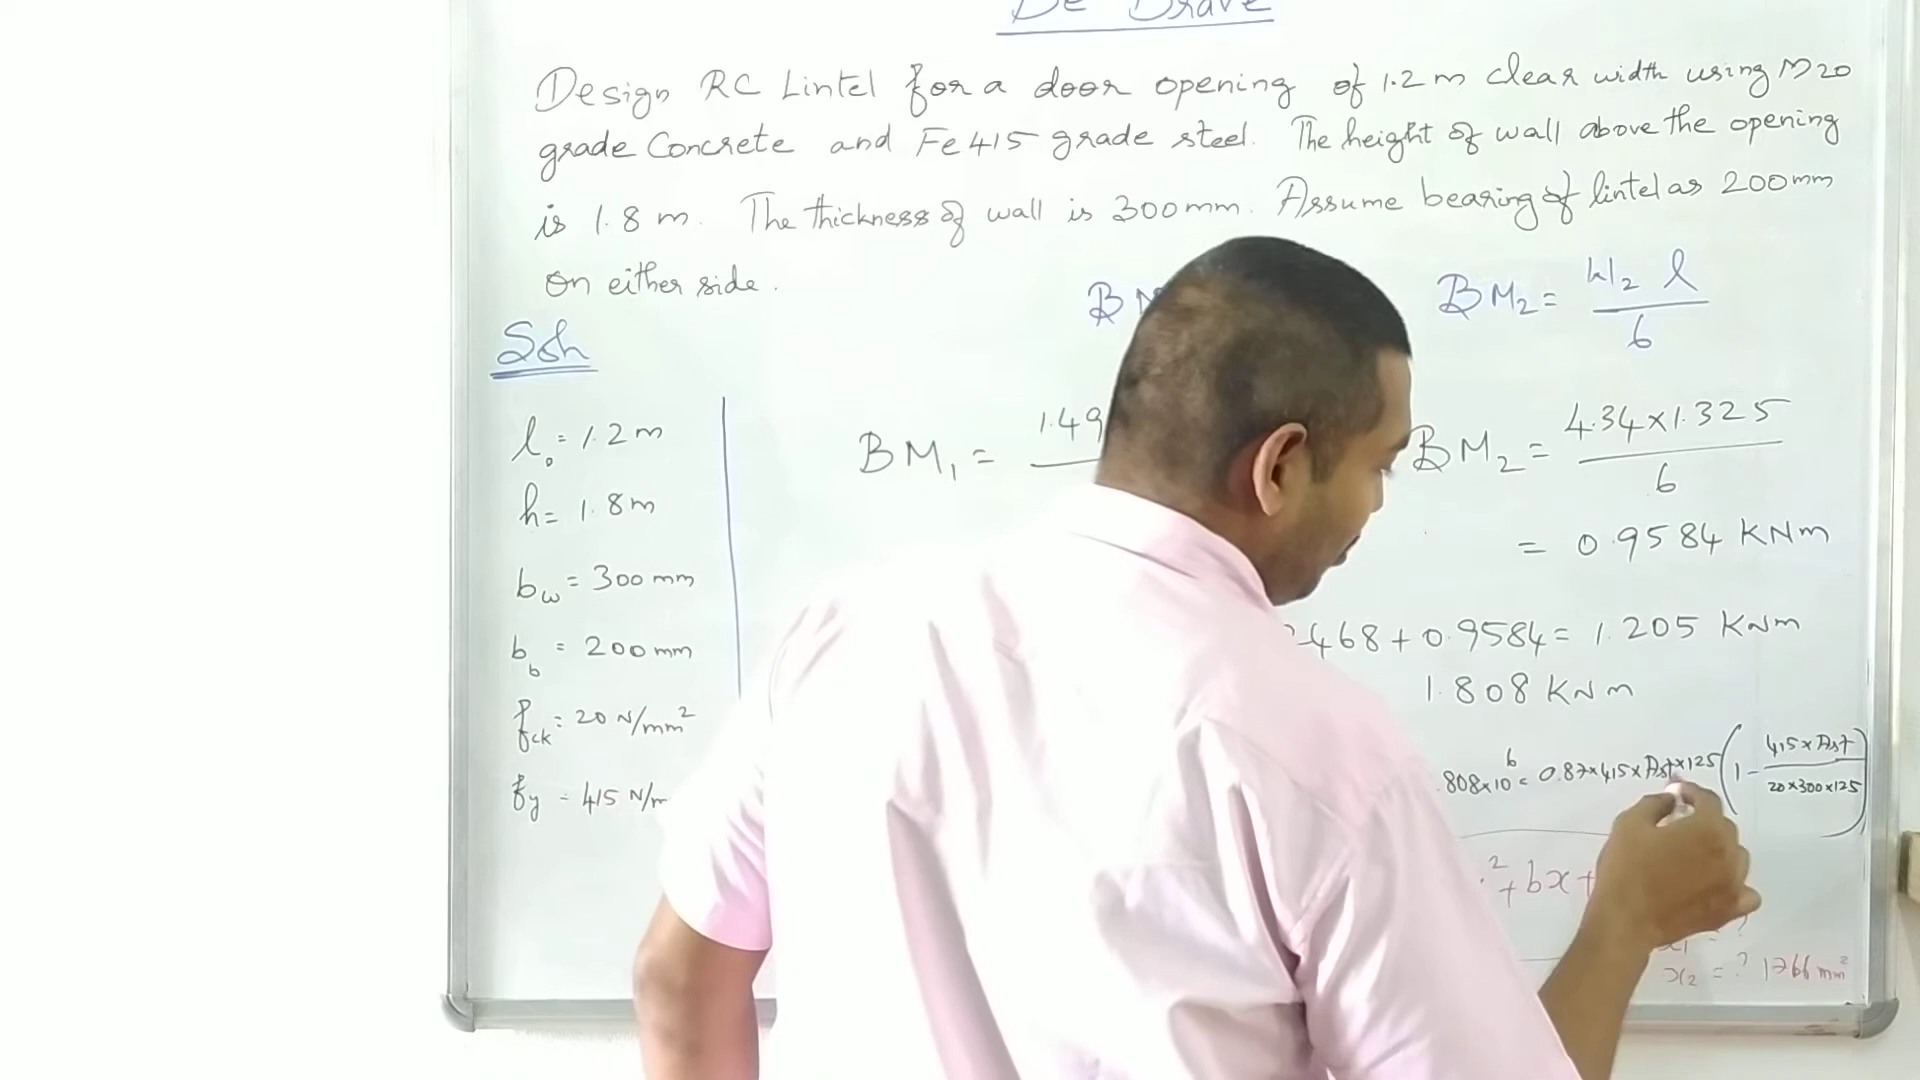 Be Brave
Design RC Lintel for a door opening of 1.2 m clear width using M20
grade Concrete and Fe 415 grade steel. The height of wall above the opening
is 1.8 m. The thickness of wall is 300mm. Assume bearing of lintel as 200mm
on either side.
BM₂ = W₂ l / 6
Soln
l₀ = 1.2 m
h = 1.8 m
b_w = 300 mm
b_b = 200 mm
f_ck = 20 N/mm²
f_y = 415 N/m
BM₁ = 1.49
BM₂ = 4.34×1.325 / 6
= 0.9584 KNm
468 + 0.9584 = 1.205 KNm
1.808 KNm
.808×10⁶ = 0.87×415×Ast×125 (1 - 415×Ast / 20×300×125)
² + bx +
x₁ = ?
x₂ = ? 1766 mm²